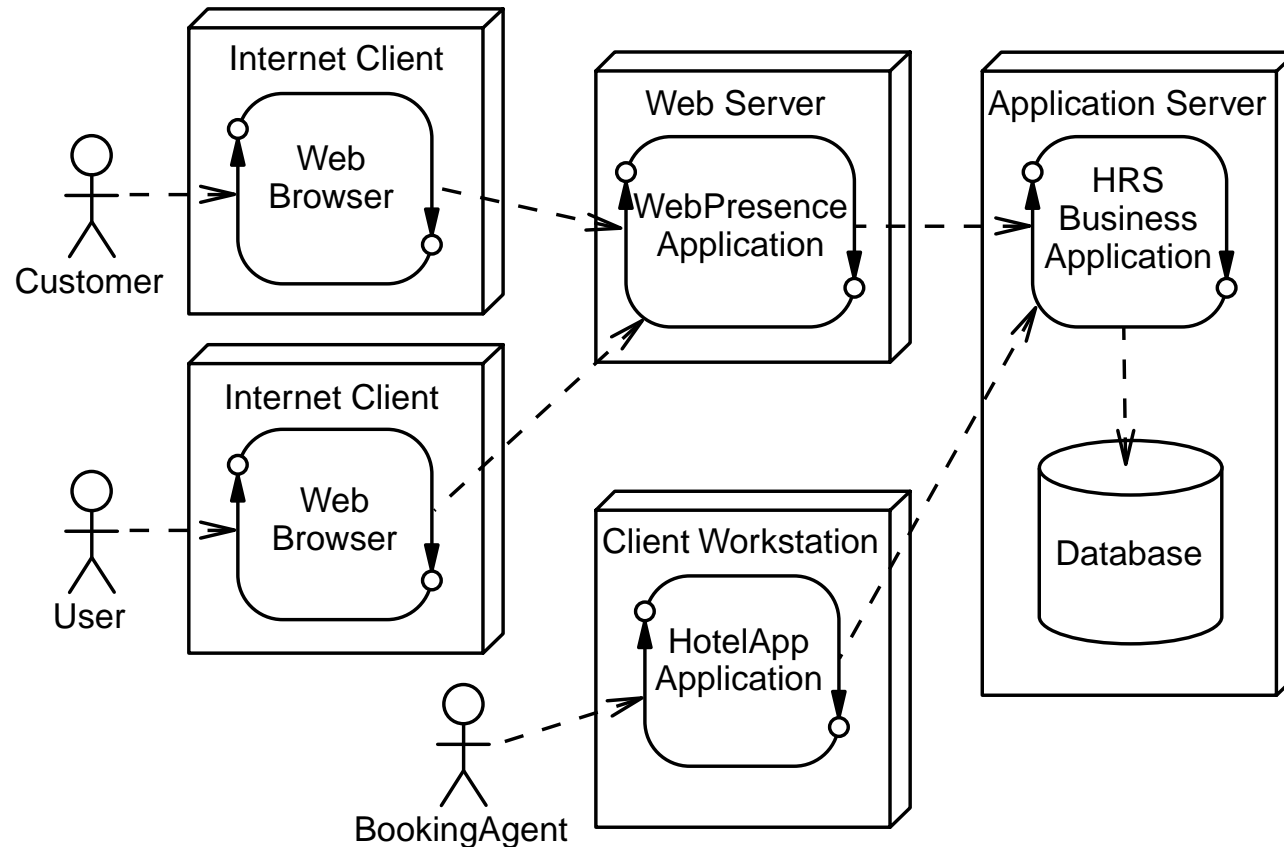 Internet Client
Web
Browser
Customer
Internet Client
Web
Browser
User
Web Server
WebPresence
Application
Client Workstation
HotelApp
Application
BookingAgent
Application Server
HRS
Business
Application
Database